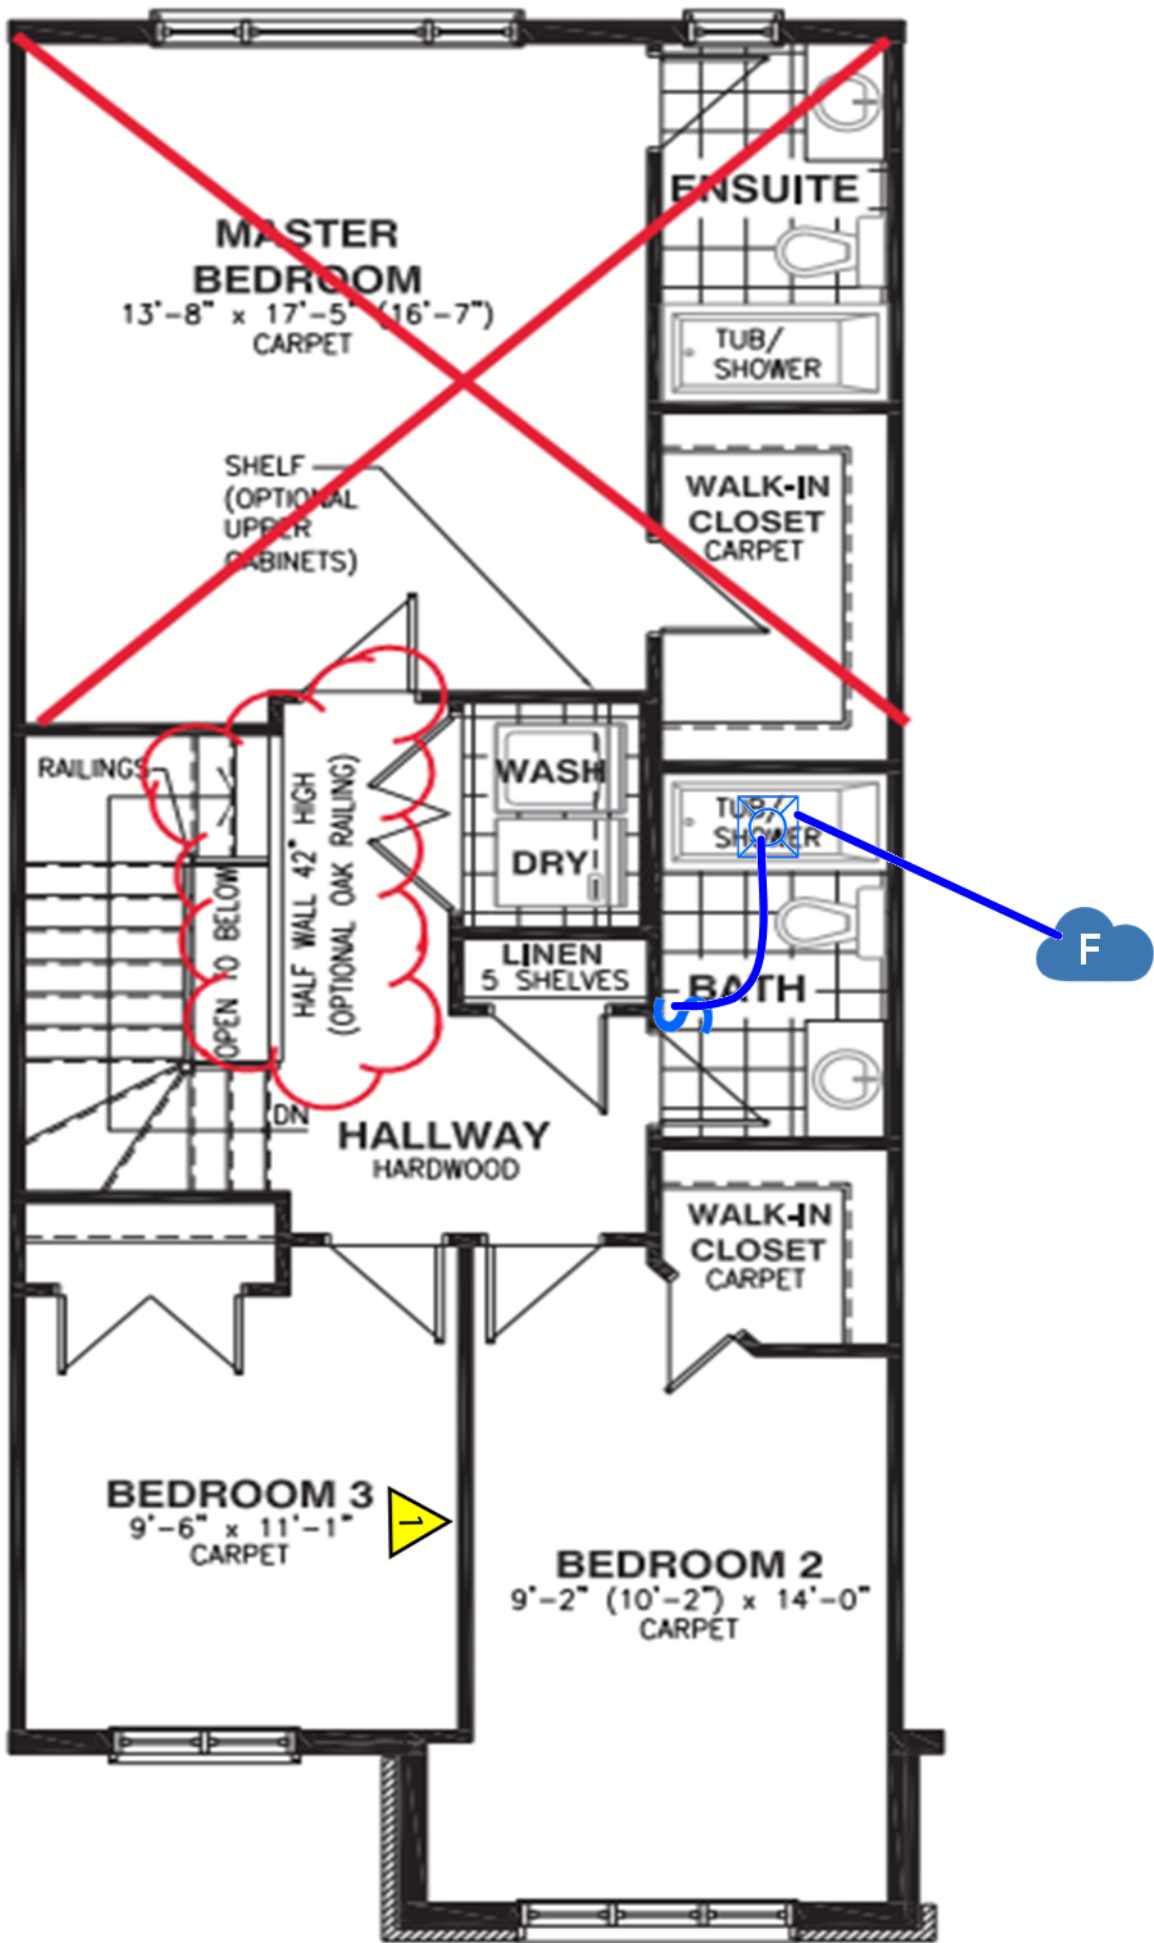 ENSUITE
MASTER
BEDROOM
13'-8" x 17'-5" (16'-7")
CARPET
TUB/
SHOWER
SHELF
(OPTIONAL
UPPER
CABINETS)
WALK-IN
CLOSET
CARPET
RAILINGS
OPEN TO BELOW
HALF WALL 42" HIGH
(OPTIONAL OAK RAILING)
WASH
DRY
TUB/
SHOWER
F
LINEN
5 SHELVES
BATH
DN
HALLWAY
HARDWOOD
WALK-IN
CLOSET
CARPET
BEDROOM 3
9'-6" x 11'-1"
CARPET
1
BEDROOM 2
9'-2" (10'-2") x 14'-0"
CARPET